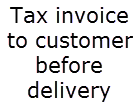 Tax invoice
to customer
before
delivery